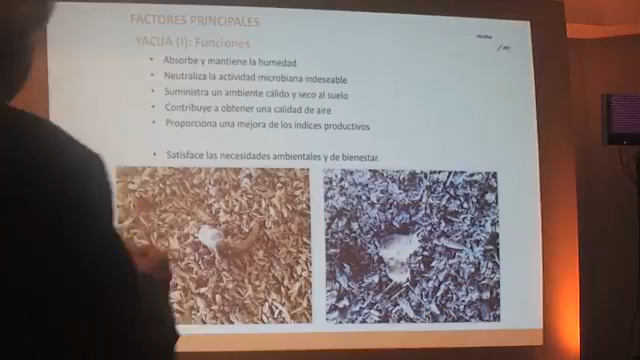 FACTORES PRINCIPALES
YACIJA (I): Funciones
• Absorbe y mantiene la humedad
• Neutraliza la actividad microbiana indeseable
• Suministra un ambiente cálido y seco al suelo
• Contribuye a obtener una calidad de aire
• Proporciona una mejora de los índices productivos
• Satisface las necesidades ambientales y de bienestar.